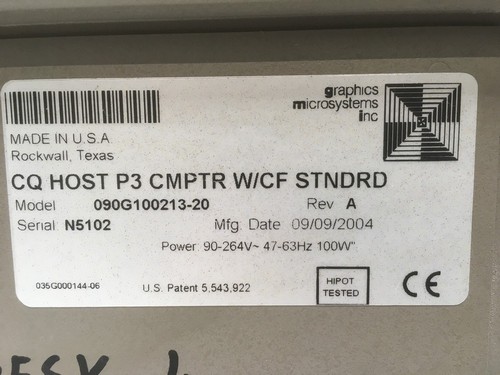 graphics
microsystems
inc
MADE IN U.S.A
Rockwall, Texas
CQ HOST P3 CMPTR W/CF STNDRD
Model 090G100213-20 Rev A
Serial N5102 Mfg. Date 09/09/2004
Power: 90-264V~ 47-63Hz 100W"
035G000144-06 U.S. Patent 5,543,922 HIPOT TESTED CE